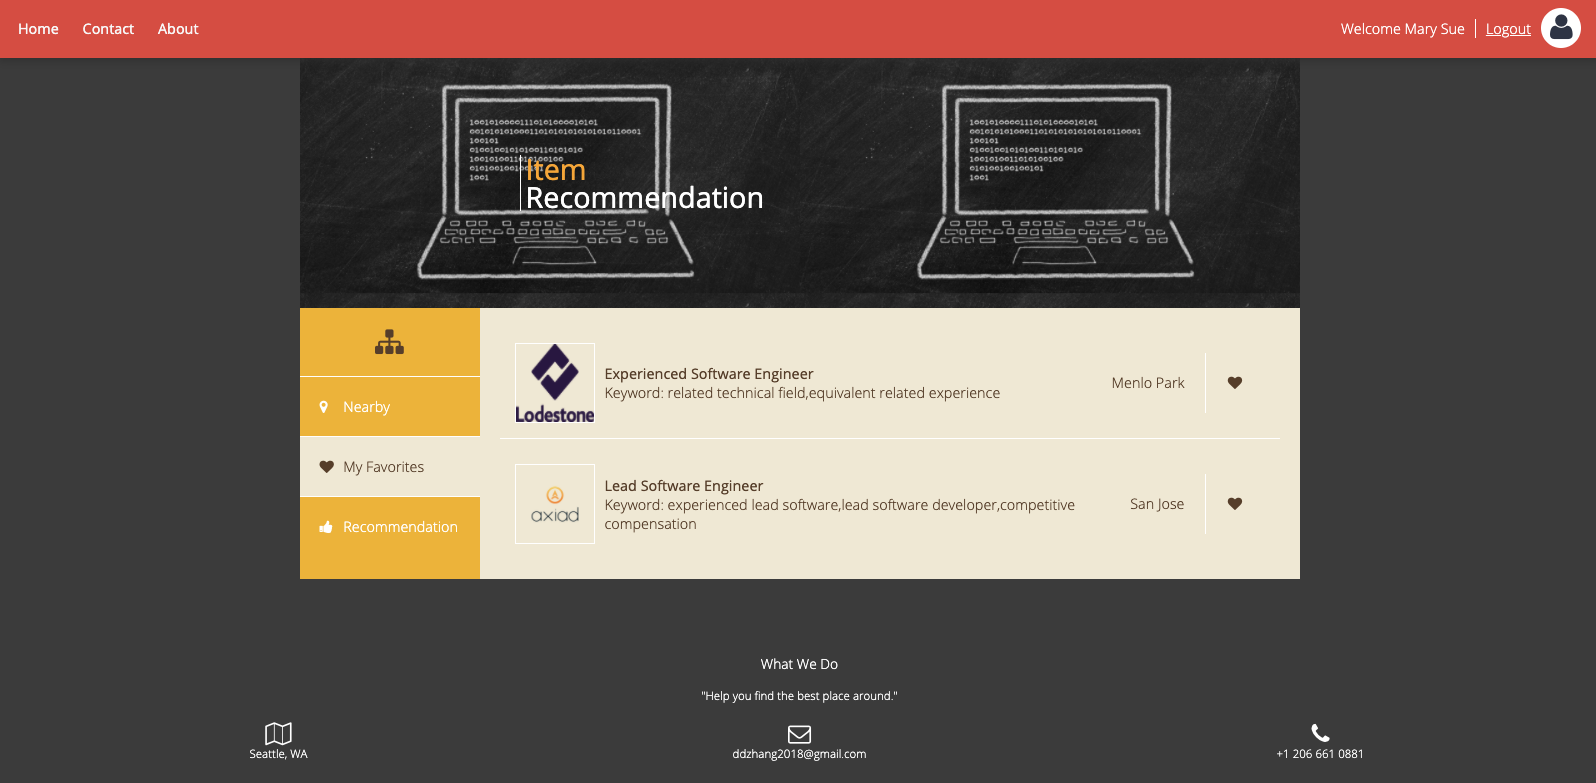 Home Contact About
Welcome Mary Sue Logout
Item
Recommendation
Nearby
My Favorites
Recommendation
Lodestone
Experienced Software Engineer
Keyword: related technical field,equivalent related experience
Menlo Park
axiad
Lead Software Engineer
Keyword: experienced lead software,lead software developer,competitive
compensation
San Jose
What We Do
"Help you find the best place around."
Seattle, WA
ddzhang2018@gmail.com
+1 206 661 0881